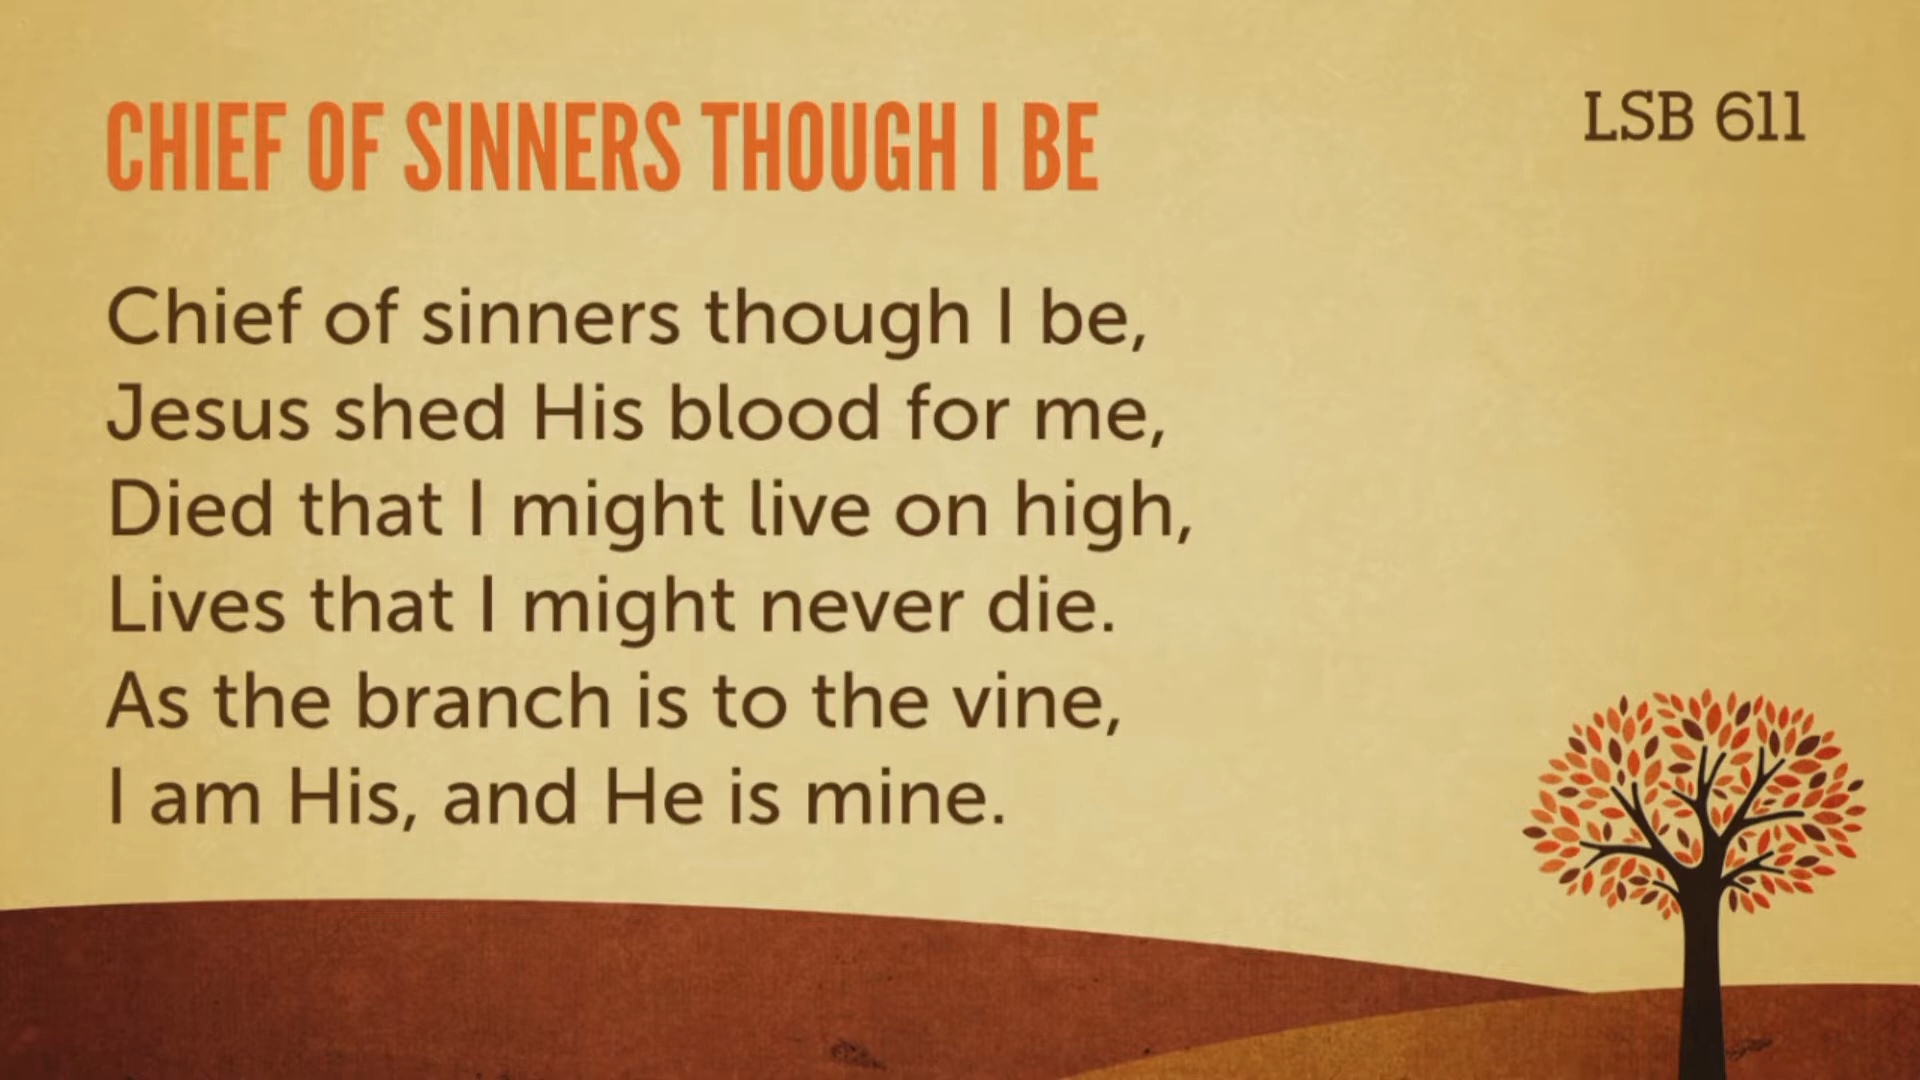 CHIEF OF SINNERS THOUGH I BE
LSB 611
Chief of sinners though I be,
Jesus shed His blood for me,
Died that I might live on high,
Lives that I might never die.
As the branch is to the vine,
I am His, and He is mine.